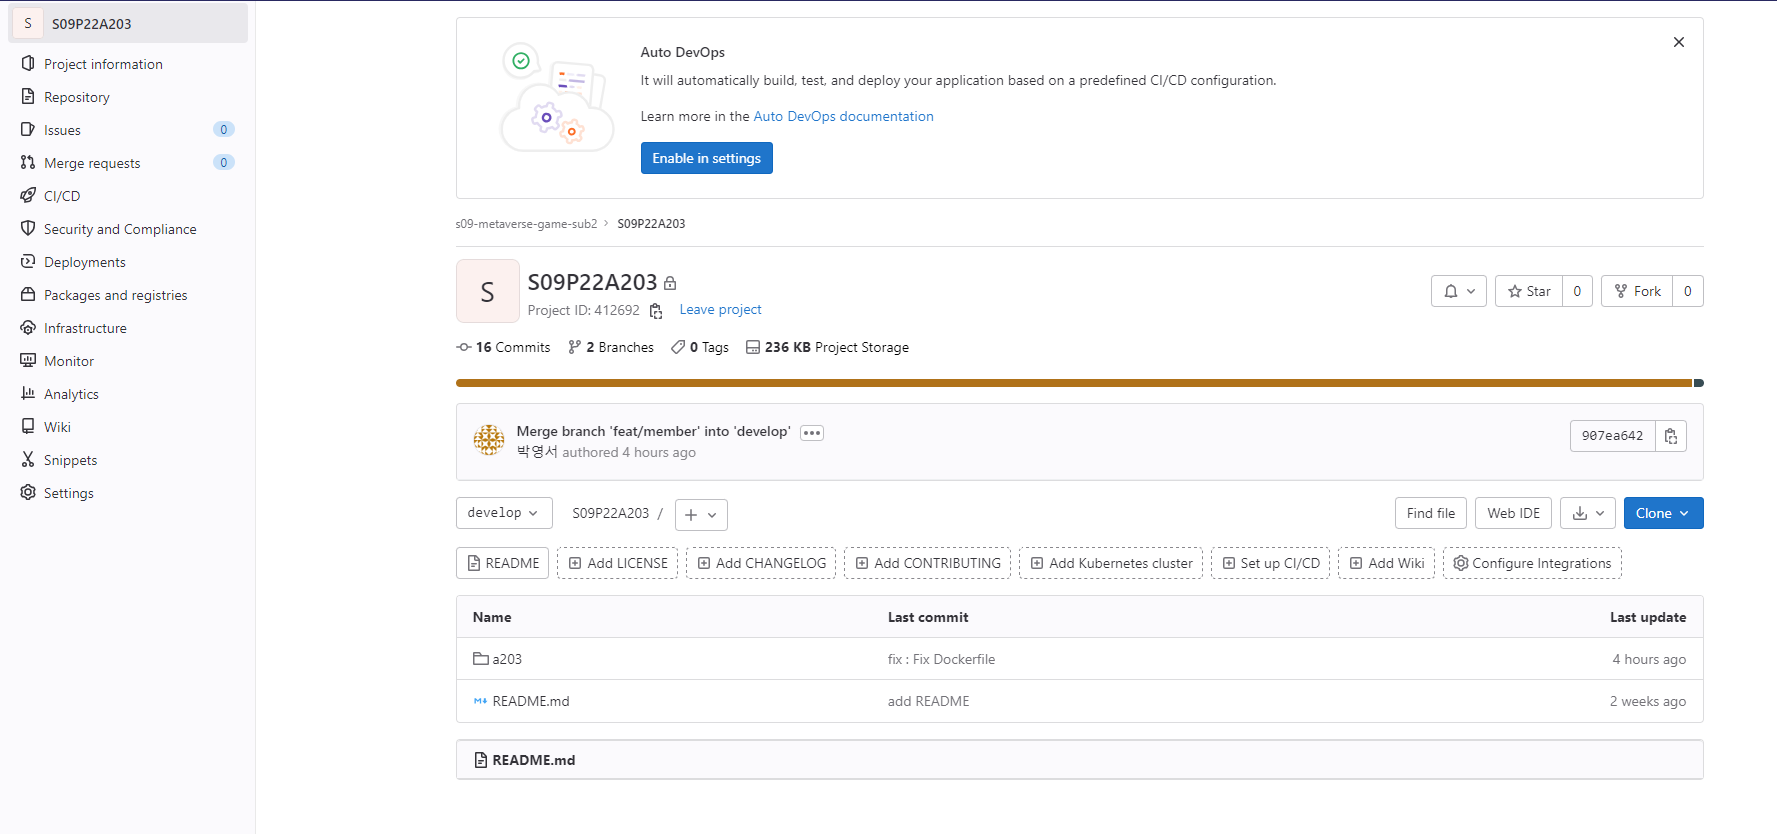 S S09P22A203
Project information
Repository
Issues 0
Merge requests 0
CI/CD
Security and Compliance
Deployments
Packages and registries
Infrastructure
Monitor
Analytics
Wiki
Snippets
Settings
Auto DevOps
It will automatically build, test, and deploy your application based on a predefined CI/CD configuration.
Learn more in the Auto DevOps documentation
Enable in settings
s09-metaverse-game-sub2 > S09P22A203
S
S09P22A203
Project ID: 412692 Leave project
Star 0 Fork 0
16 Commits 2 Branches 0 Tags 236 KB Project Storage
Merge branch 'feat/member' into 'develop'
박영서 authored 4 hours ago
907ea642
develop S09P22A203 / + Find file Web IDE Clone
README Add LICENSE Add CHANGELOG Add CONTRIBUTING Add Kubernetes cluster Set up CI/CD Add Wiki Configure Integrations
Name Last commit Last update
a203 fix : Fix Dockerfile 4 hours ago
README.md add README 2 weeks ago
README.md